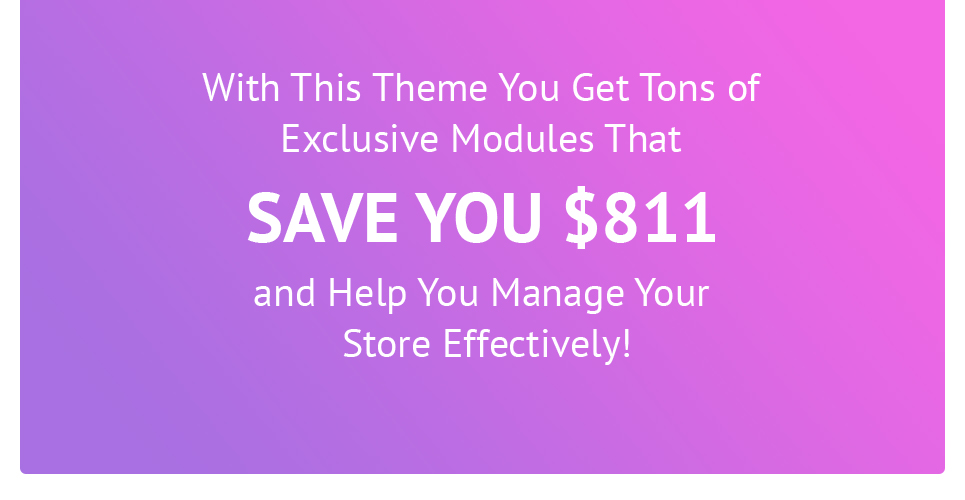 With This Theme You Get Tons of
Exclusive Modules That
SAVE YOU $811
and Help You Manage Your
Store Effectively!